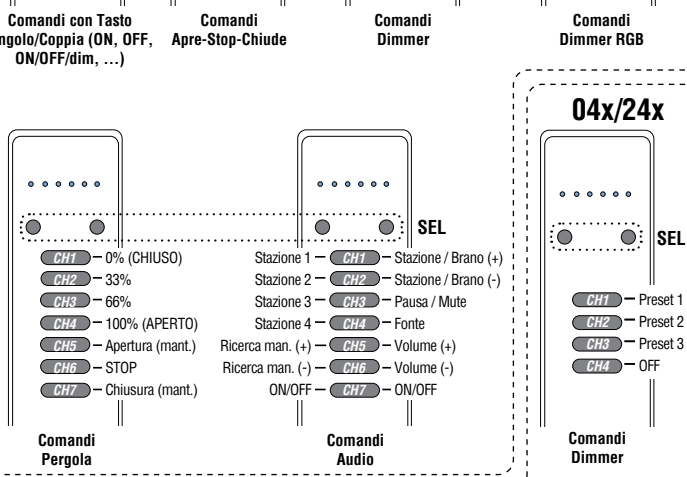 Comandi con Tasto
ngolo/Coppia (ON, OFF,
ON/OFF/dim, ...)
Comandi
Apre-Stop-Chiude
Comandi
Dimmer
Comandi
Dimmer RGB
SEL
CH1 0% (CHIUSO)
CH2 33%
CH3 66%
CH4 100% (APERTO)
CH5 Apertura (mant.)
CH6 STOP
CH7 Chiusura (mant.)
Comandi
Pergola
Stazione 1 CH1 Stazione / Brano (+)
Stazione 2 CH2 Stazione / Brano (-)
Stazione 3 CH3 Pausa / Mute
Stazione 4 CH4 Fonte
Ricerca man. (+) CH5 Volume (+)
Ricerca man. (-) CH6 Volume (-)
ON/OFF CH7 ON/OFF
Comandi
Audio
04x/24x
SEL
CH1 Preset 1
CH2 Preset 2
CH3 Preset 3
CH4 OFF
Comandi
Dimmer